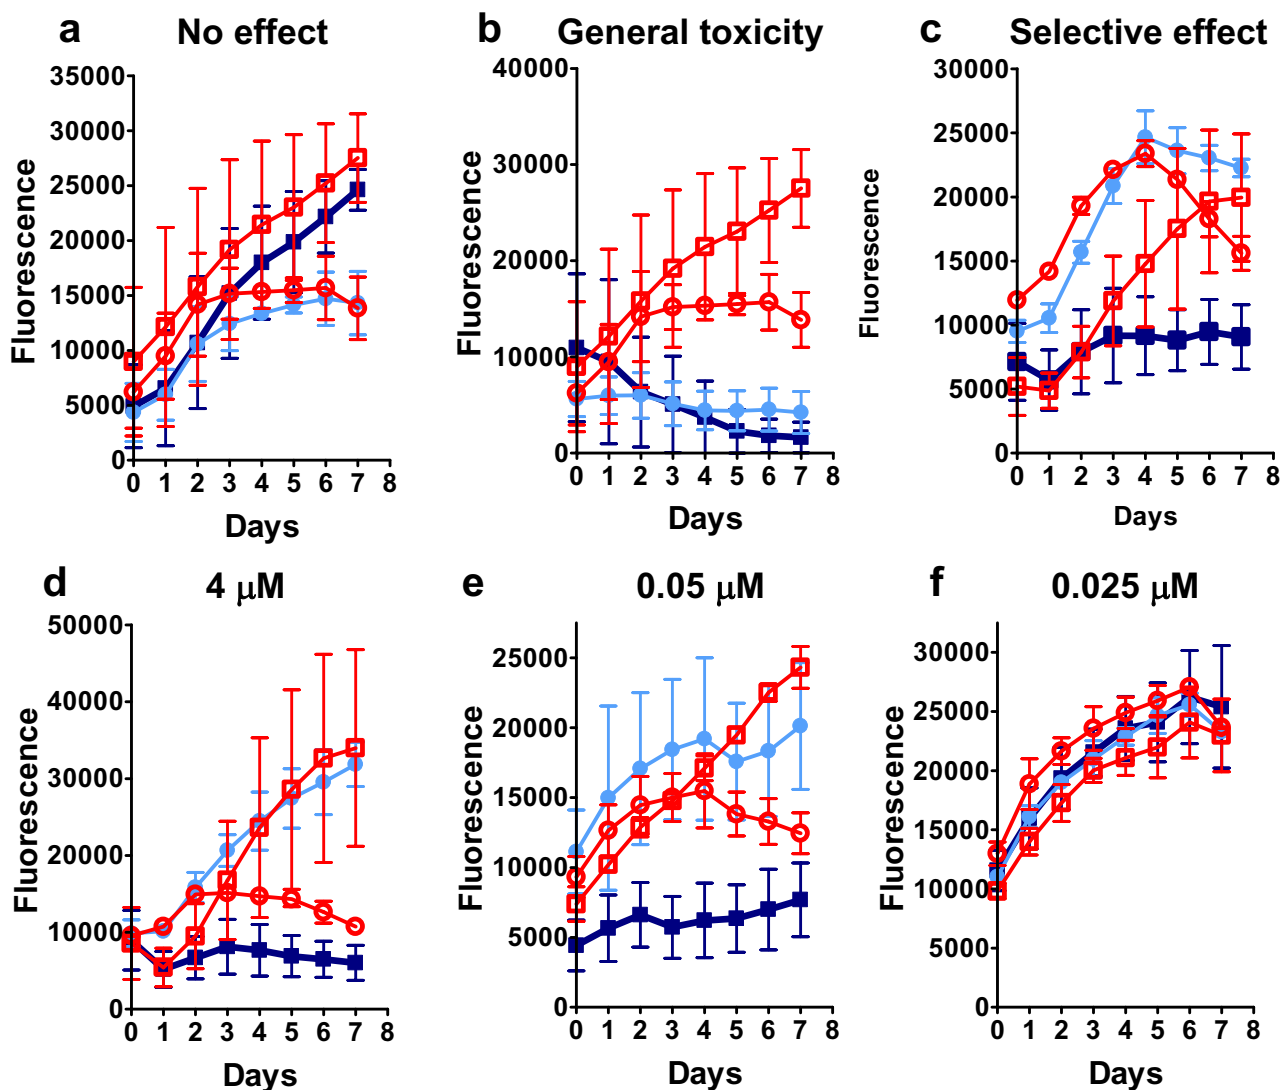 a No effect
35000
30000
25000
20000
15000
10000
5000
0
Fluorescence
0 1 2 3 4 5 6 7 8
Days
b General toxicity
40000
30000
20000
10000
0
Fluorescence
0 1 2 3 4 5 6 7 8
Days
c Selective effect
30000
25000
20000
15000
10000
5000
0
Fluorescence
0 1 2 3 4 5 6 7 8
Days
d 4 μM
50000
40000
30000
20000
10000
0
Fluorescence
0 1 2 3 4 5 6 7 8
Days
e 0.05 μM
25000
20000
15000
10000
5000
0
Fluorescence
0 1 2 3 4 5 6 7 8
Days
f 0.025 μM
30000
25000
20000
15000
10000
5000
0
Fluorescence
0 1 2 3 4 5 6 7 8
Days